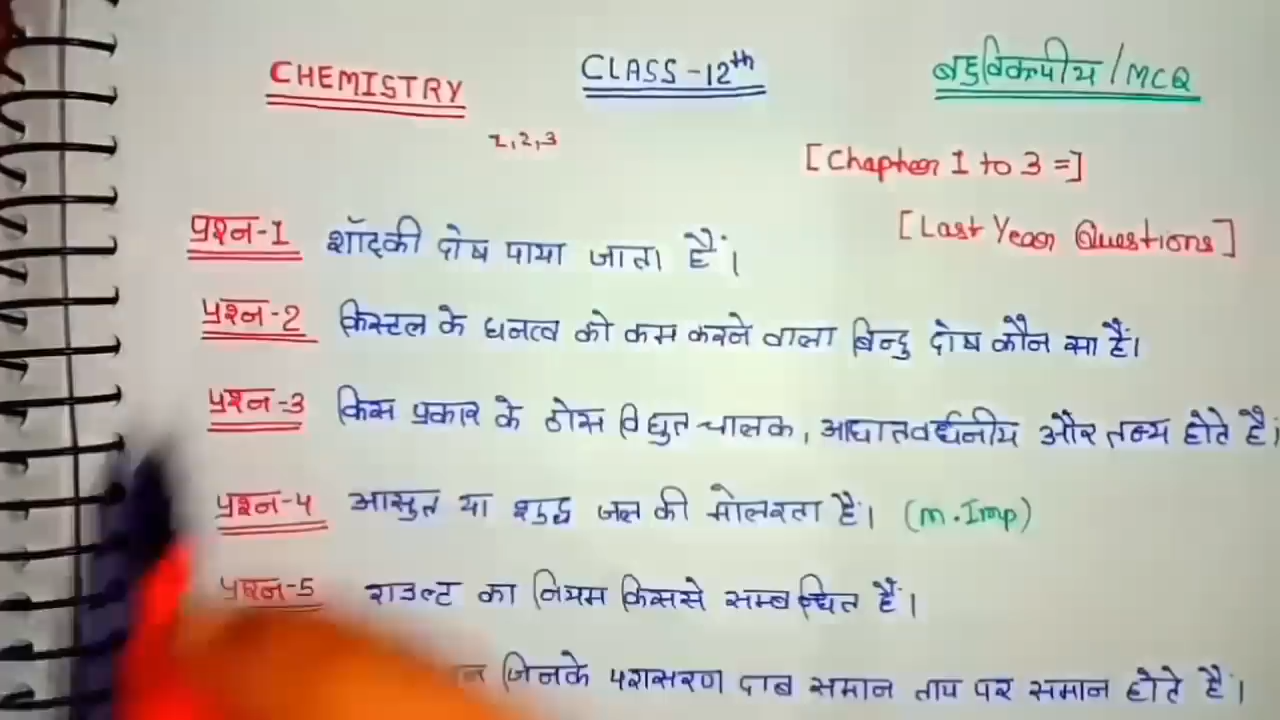 CHEMISTRY CLASS-12th बहुविकल्पीय/MCQ
1,2,3
[Chapter 1 to 3 =]
[Last Year Questions]
प्रश्न-1 शॉट्की दोष पाया जाता हैं।
प्रश्न-2 क्रिस्टल के घनत्व को कम करने वाला बिन्दु दोष कौन सा हैं।
प्रश्न-3 किस प्रकार के ठोस विद्युत चालक, आघातवर्धनीय और तन्य होते है।
प्रश्न-4 आसुत या शुद्ध जल की मोलरता है। (m.Imp)
प्रश्न-5 राउल्ट का नियम किससे सम्बन्धित हैं।
जिनके परासरण दाब समान ताप पर समान होते हैं।